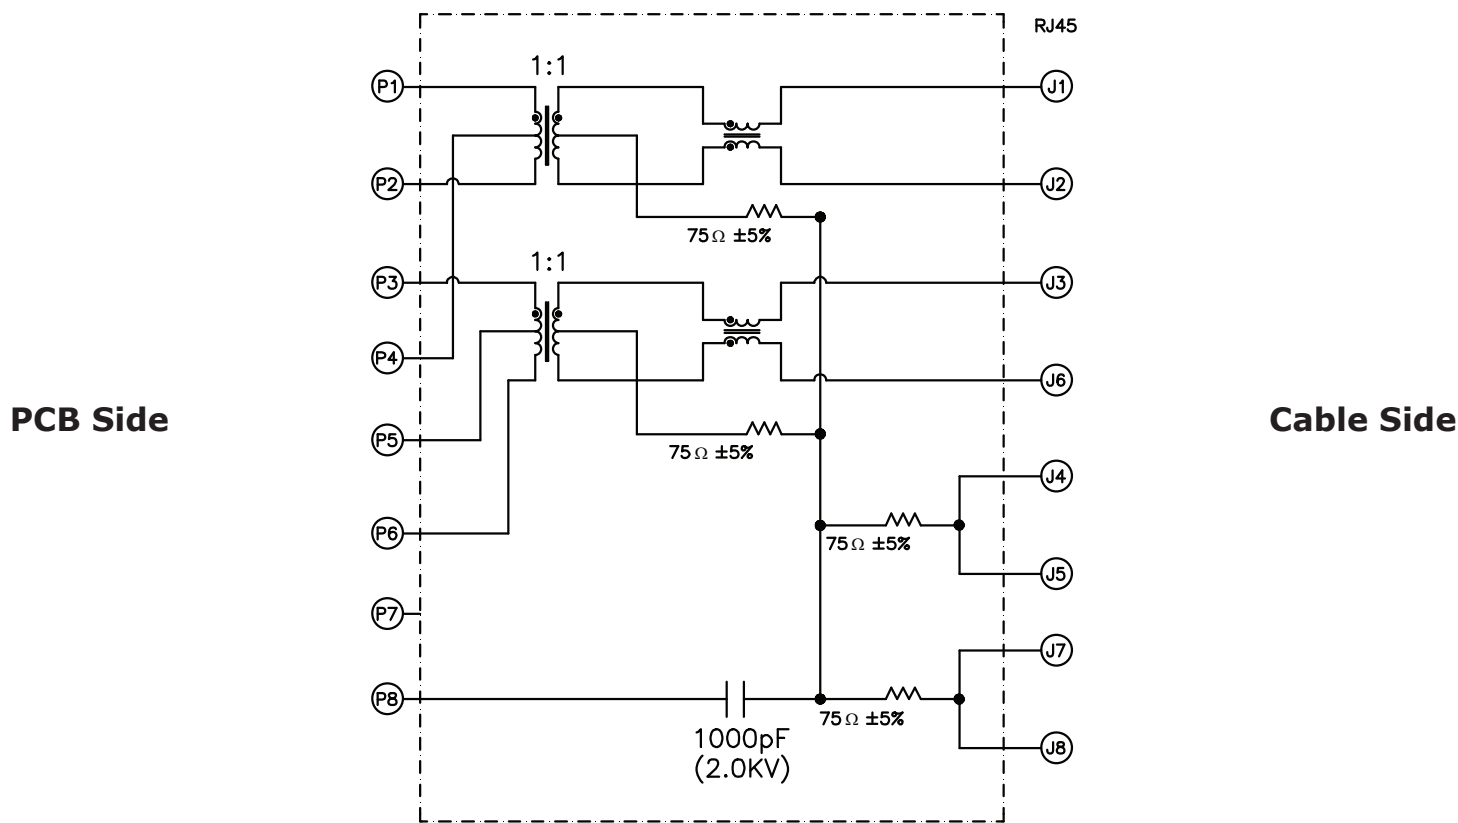 RJ45
1:1
P1
J1
P2
J2
75Ω ±5%
1:1
P3
J3
P4
J6
PCB Side
Cable Side
P5
75Ω ±5%
J4
P6
75Ω ±5%
J5
P7
J7
P8
75Ω ±5%
1000pF
(2.0KV)
J8